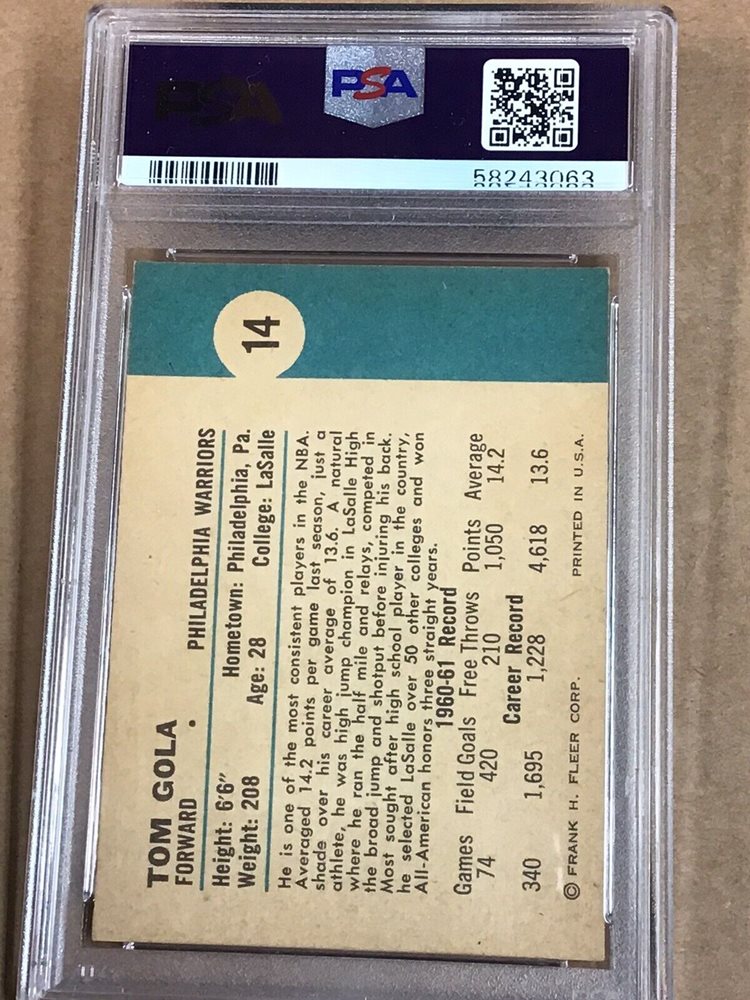 PSA
PSA
58243063
14
TOM GOLA
FORWARD
PHILADELPHIA WARRIORS
Height: 6'6"
Hometown: Philadelphia, Pa.
Weight: 208
Age: 28
College: LaSalle
He is one of the most consistent players in the NBA.
Averaged 14.2 points per game last season, just a
shade over his career average of 13.6. A natural
athlete, he was high jump champion in LaSalle High
where he ran the half mile and relays, competed in
the broad jump and shotput before injuring his back.
Most sought after high school player in the country,
he selected LaSalle over 50 other colleges and won
All-American honors three straight years.
1960-61 Record
Games Field Goals Free Throws Points Average
74 420 210 1,050 14.2
Career Record
340 1,695 1,228 4,618 13.6
© FRANK H. FLEER CORP. PRINTED IN U.S.A.